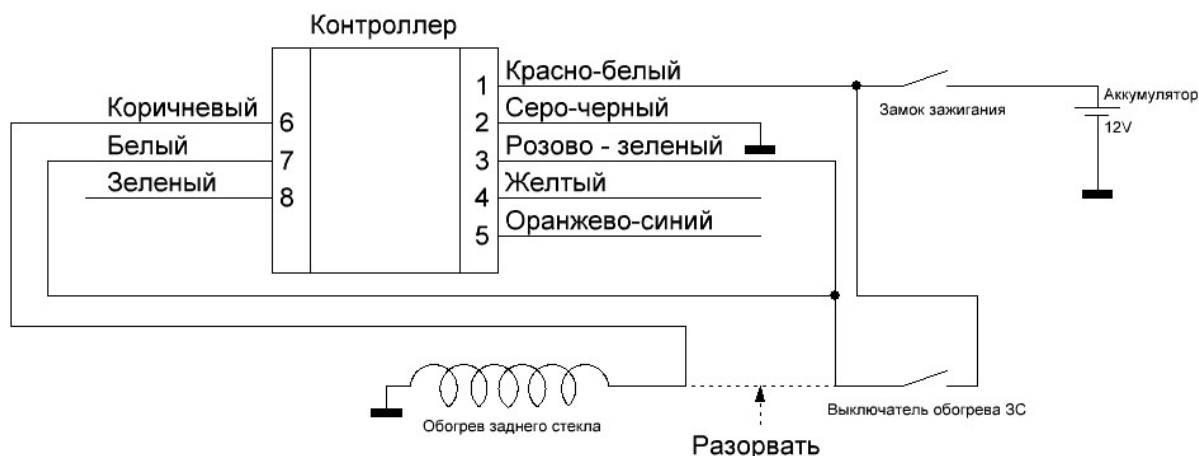 Контроллер
Коричневый
6
Белый
7
Зеленый
8
1
Красно-белый
2
Серо-черный
3
Розово - зеленый
4
Желтый
5
Оранжево-синий
Замок зажигания
Аккумулятор
12V
Обогрев заднего стекла
Выключатель обогрева ЗС
Разорвать